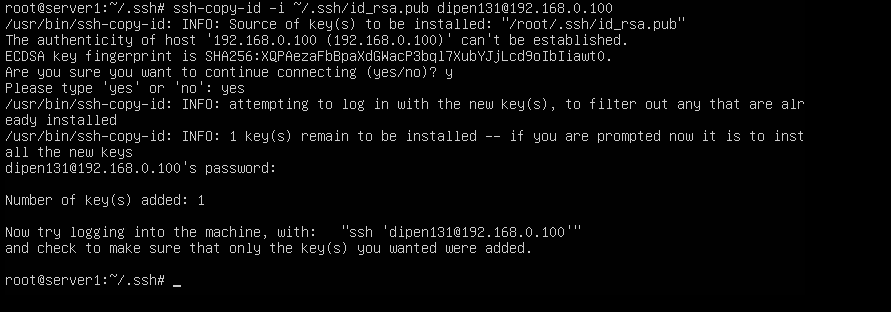 root@server1:~/.ssh# ssh-copy-id -i ~/.ssh/id_rsa.pub dipen131@192.168.0.100
/usr/bin/ssh-copy-id: INFO: Source of key(s) to be installed: "/root/.ssh/id_rsa.pub"
The authenticity of host '192.168.0.100 (192.168.0.100)' can't be established.
ECDSA key fingerprint is SHA256:XQPAezaFbBpaXdGWacP3bql7XubYJjLcd9oIbIiawt0.
Are you sure you want to continue connecting (yes/no)? y
Please type 'yes' or 'no': yes
/usr/bin/ssh-copy-id: INFO: attempting to log in with the new key(s), to filter out any that are alr
eady installed
/usr/bin/ssh-copy-id: INFO: 1 key(s) remain to be installed -- if you are prompted now it is to inst
all the new keys
dipen131@192.168.0.100's password:
Number of key(s) added: 1
Now try logging into the machine, with:   "ssh 'dipen131@192.168.0.100'"
and check to make sure that only the key(s) you wanted were added.
root@server1:~/.ssh# _